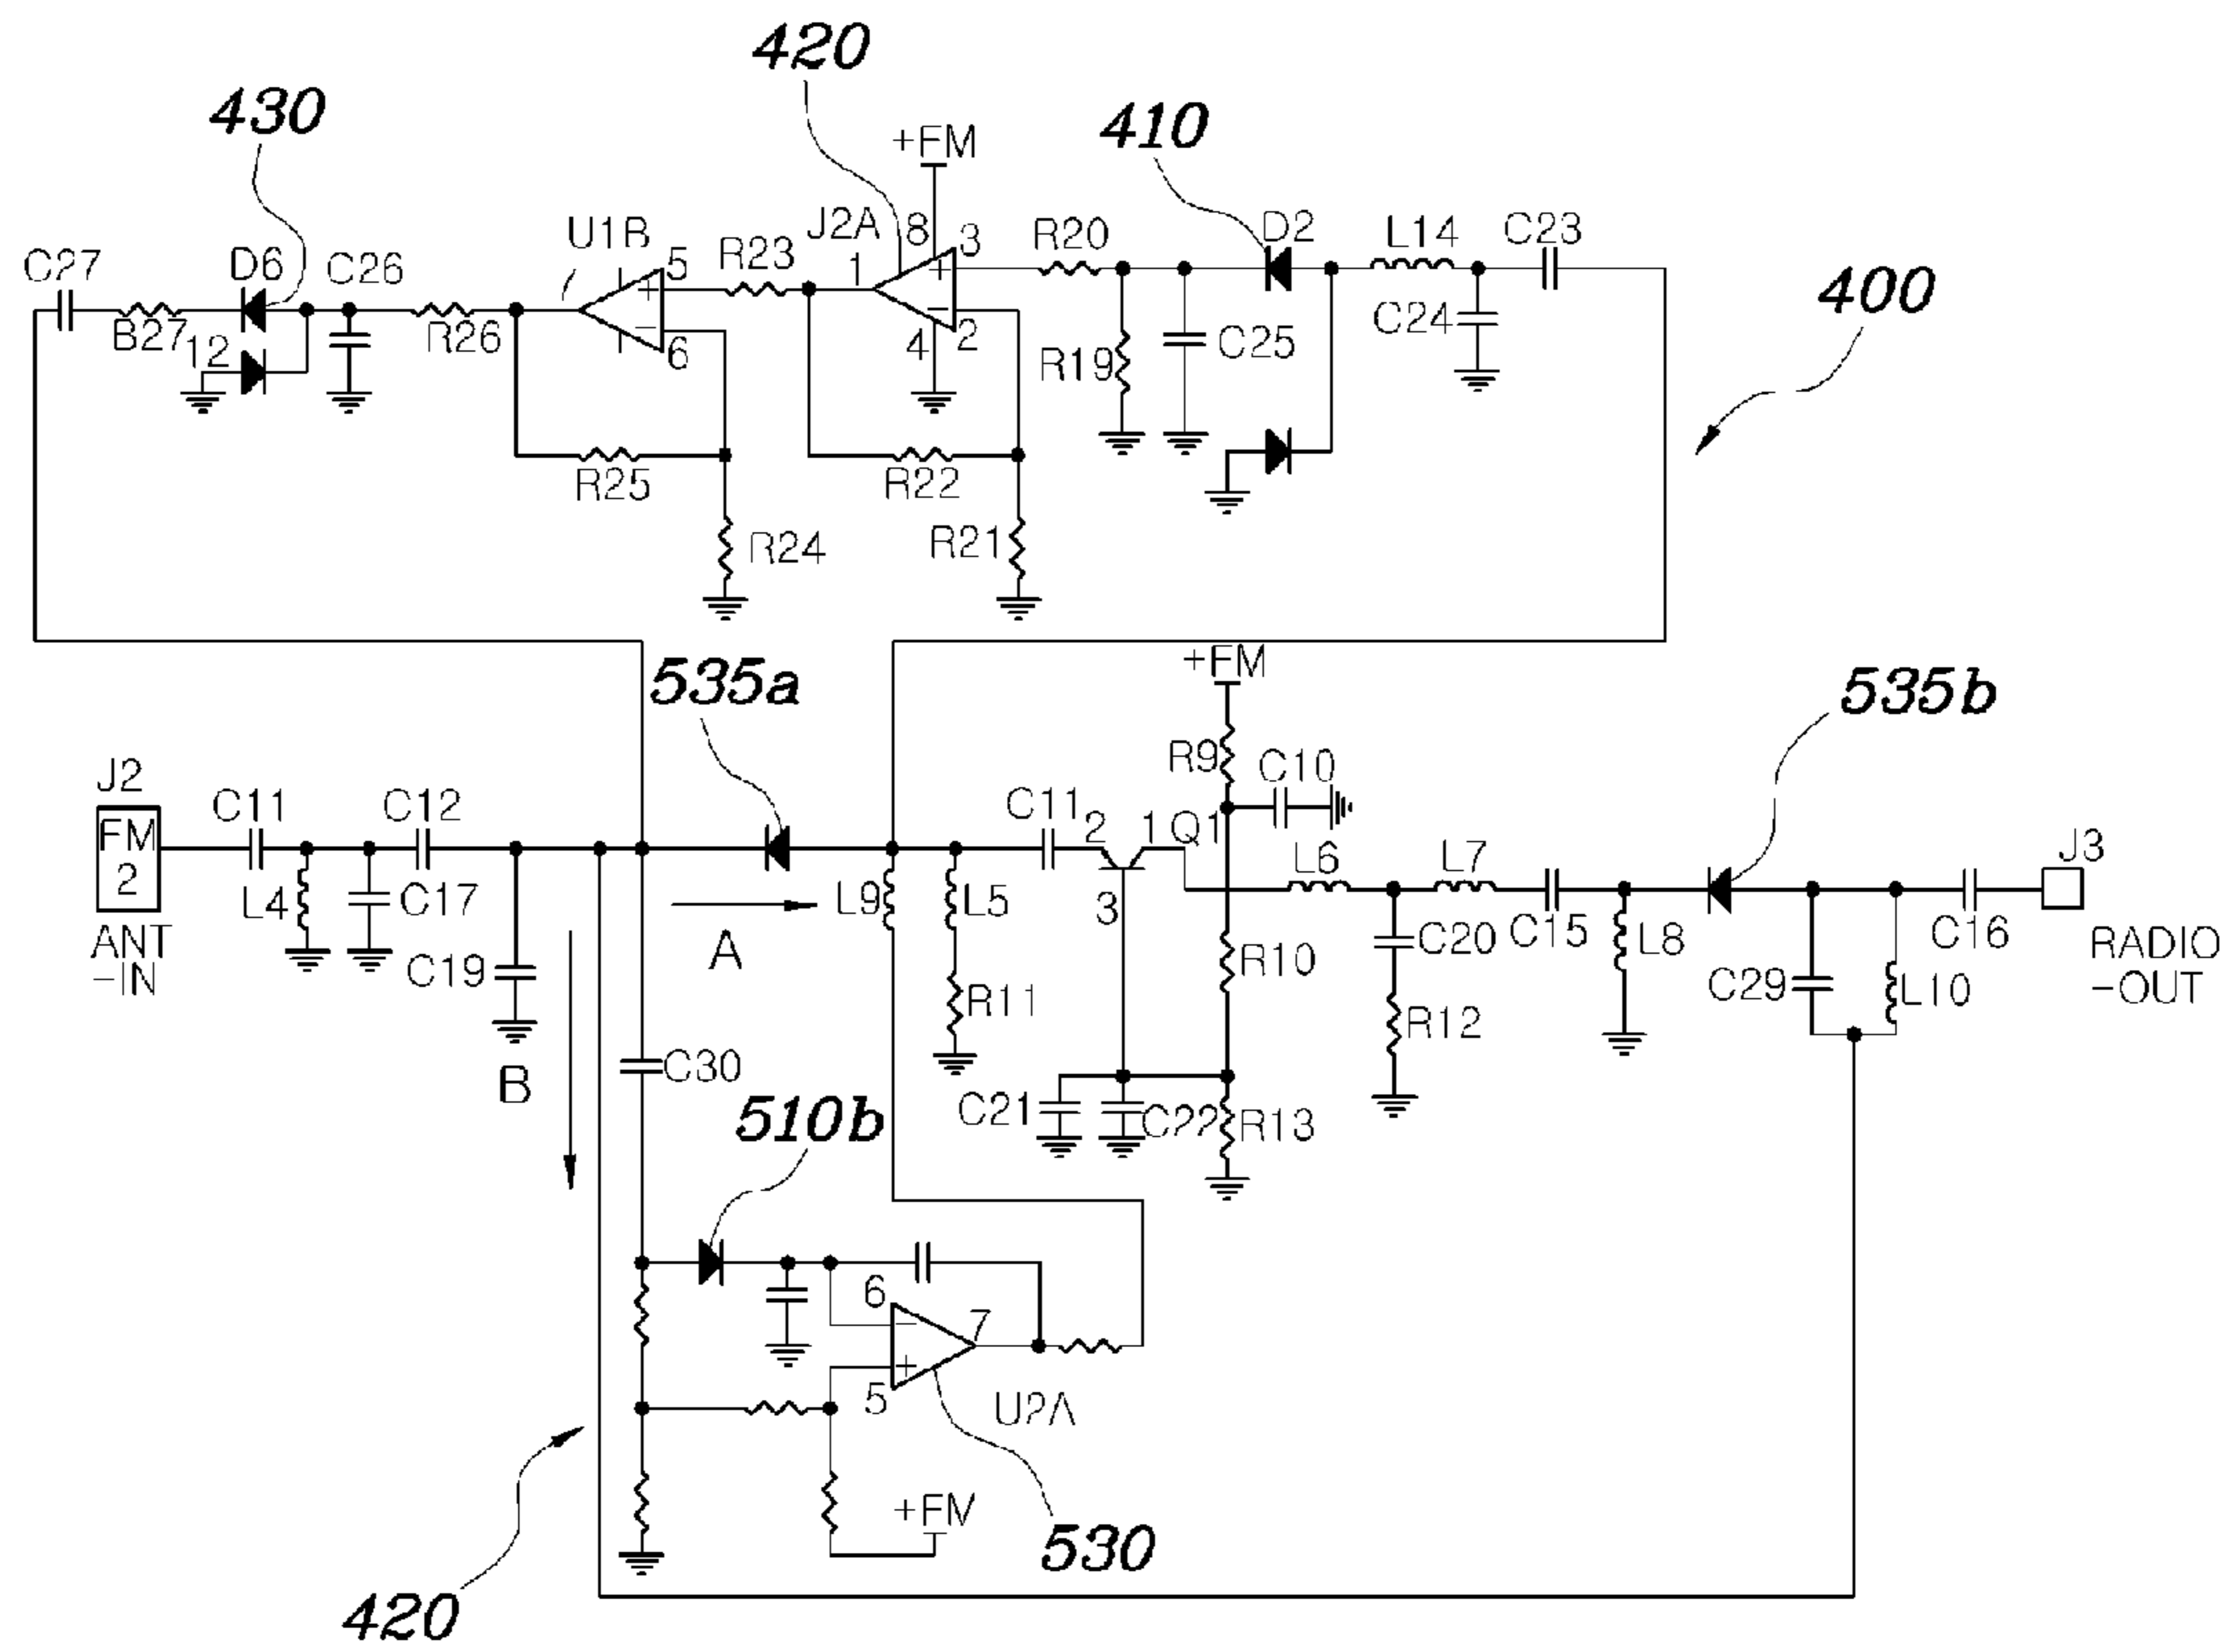 420
430
410
+FM
400
C27
D6
C26
U1B
R23
J2A
8
3
R20
D2
L14
C23
5
1
+
+
B27
12
R26
−
6
−
4
2
R19
C25
C24
R25
R22
R24
R21
535a
+FM
535b
J2
R9
C10
C11
C12
C11
2
1
Q1
J3
FM
2
L4
C17
L9
L5
3
L6
L7
ANT
-IN
C19
A
R10
C20
C15
L8
C16
RADIO
-OUT
R11
R12
C29
L10
B
C30
510b
C21
C22
R13
6
−
7
+
5
U2A
+FM
420
530